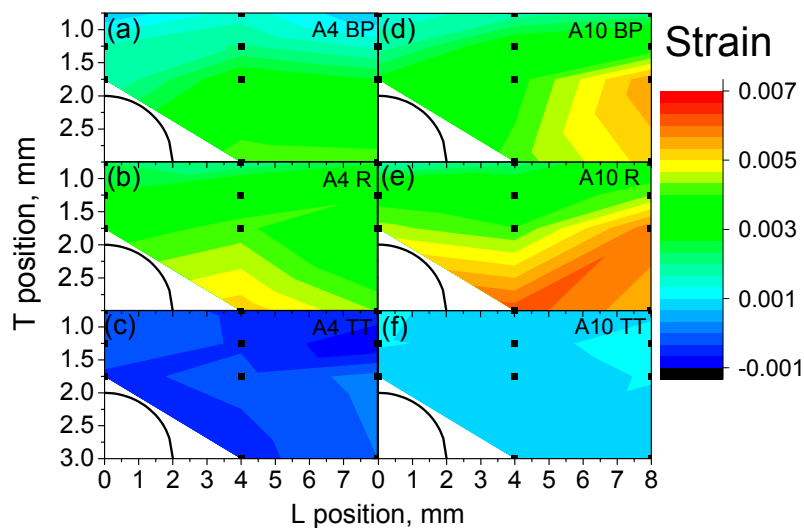 (a) A4 BP
(d) A10 BP
Strain
1.0
1.5
2.0
2.5
(b) A4 R
(e) A10 R
1.0
1.5
2.0
2.5
(c) A4 TT
(f) A10 TT
1.0
1.5
2.0
2.5
3.0
T position, mm
0 1 2 3 4 5 6 7 0 1 2 3 4 5 6 7 8
L position, mm
0.007
0.005
0.003
0.001
-0.001